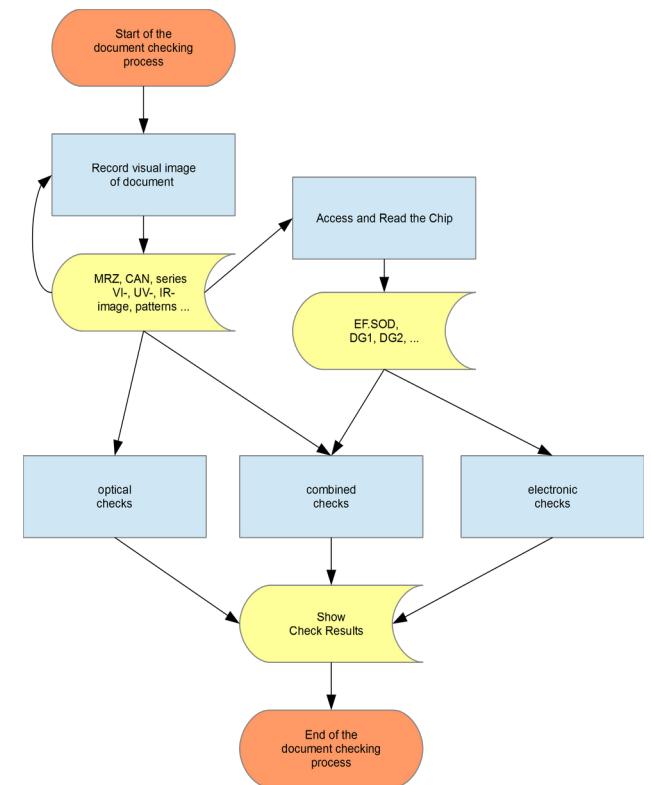 Start of the
document checking
process
Record visual image
of document
Access and Read the Chip
MRZ, CAN, series
VI-, UV-, IR-
image, patterns ...
EF.SOD,
DG1, DG2, ...
optical
checks
combined
checks
electronic
checks
Show
Check Results
End of the
document checking
process